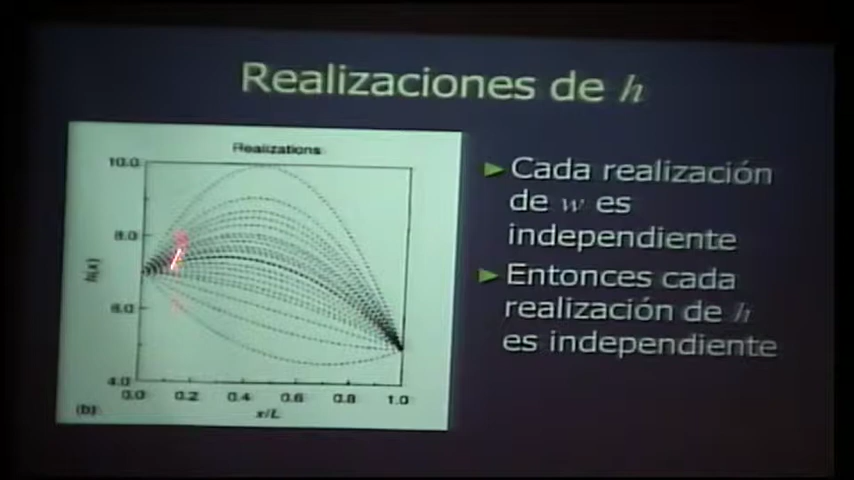 Realizaciones de h
Realizations
10.0
8.0
6.0
4.0
h(x)
0.0 0.2 0.4 0.6 0.8 1.0
x/L
(b)
Cada realización
de w es
independiente
Entonces cada
realización de h
es independiente